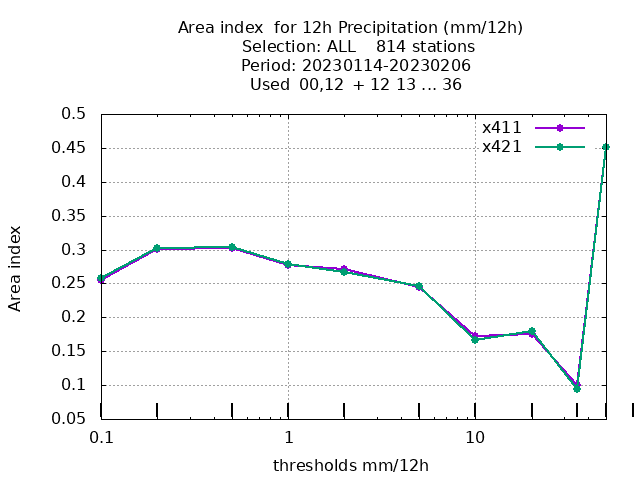 Area index  for 12h Precipitation (mm/12h)
Selection: ALL    814 stations
Period: 20230114-20230206
Used  00,12  + 12 13 ... 36
x411
x421
0.5
0.45
0.4
0.35
0.3
0.25
0.2
0.15
0.1
0.05
Area index
0.1
1
10
thresholds mm/12h